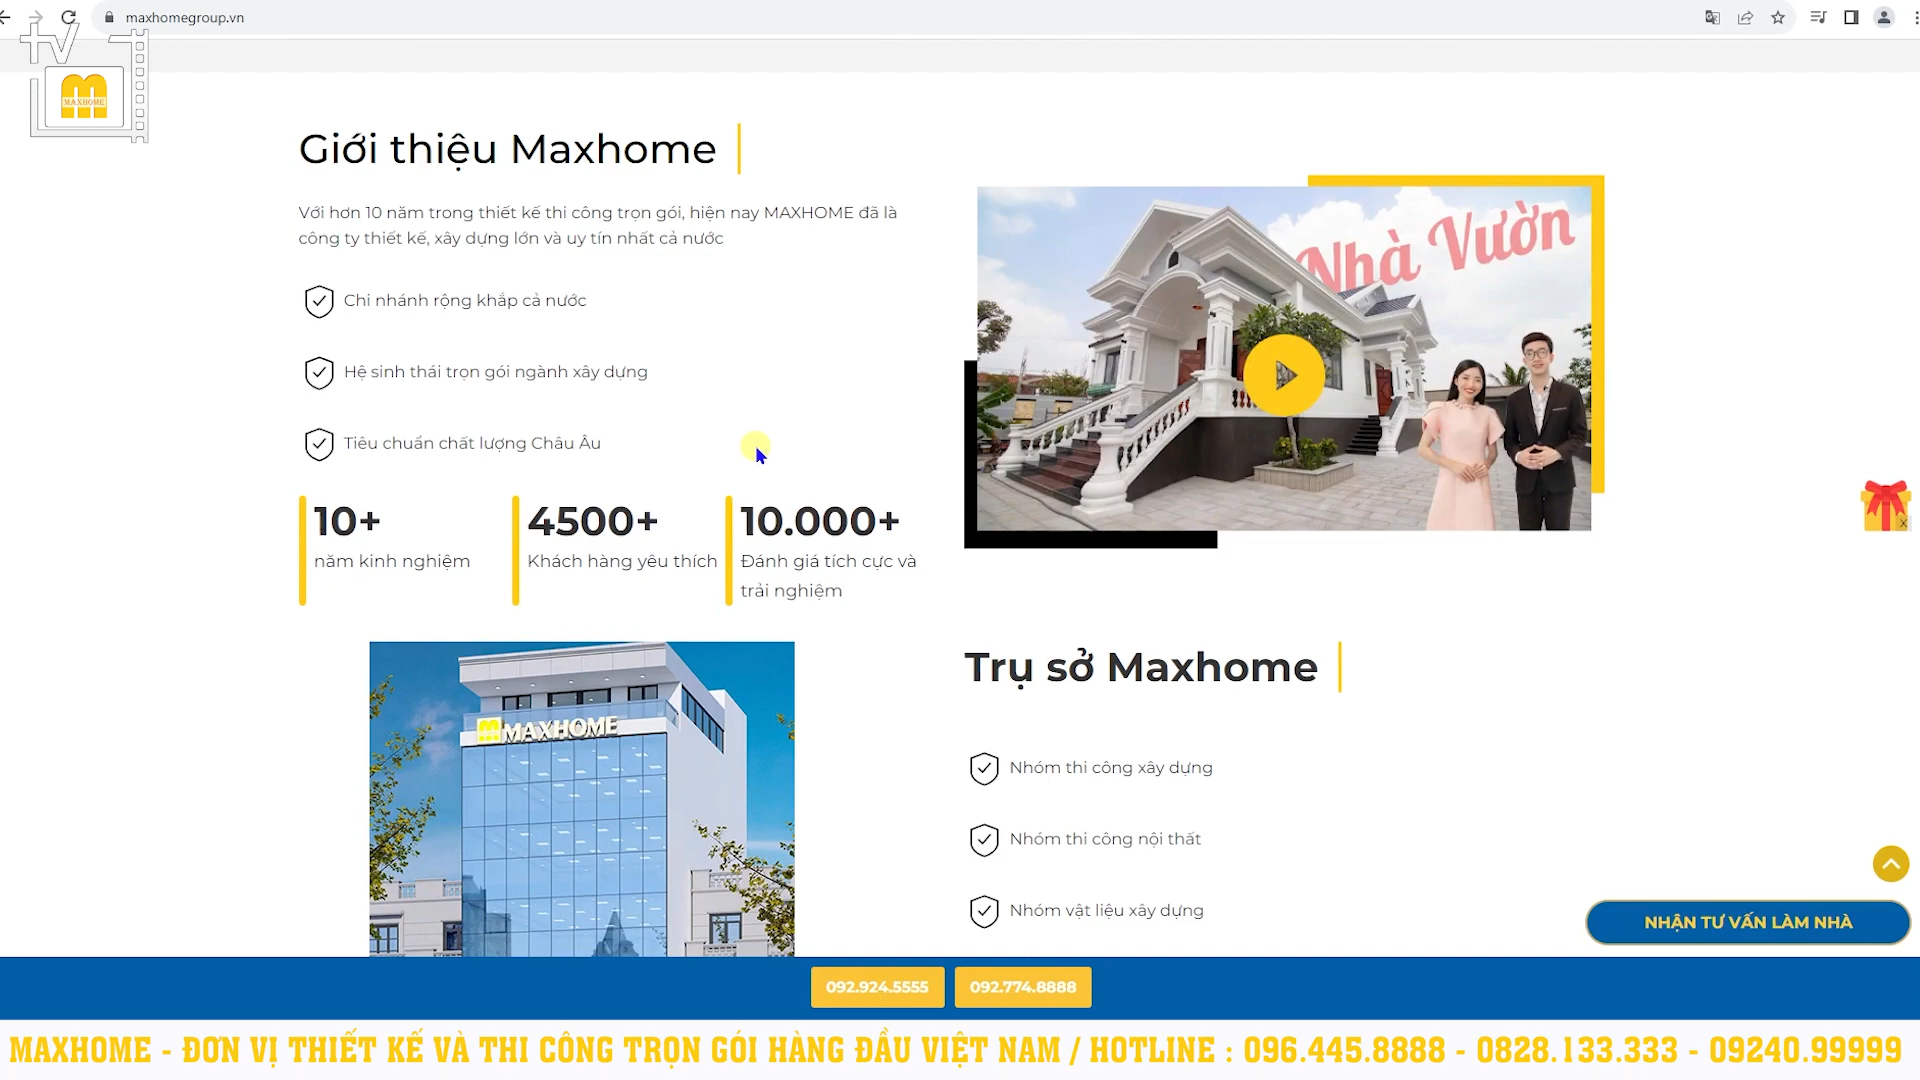 maxhomegroup.vn
tv
MAXHOME
Giới thiệu Maxhome
Với hơn 10 năm trong thiết kế thi công trọn gói, hiện nay MAXHOME đã là
công ty thiết kế, xây dựng lớn và uy tín nhất cả nước
Chi nhánh rộng khắp cả nước
Hệ sinh thái trọn gói ngành xây dựng
Tiêu chuẩn chất lượng Châu Âu
10+
năm kinh nghiệm
4500+
Khách hàng yêu thích
10.000+
Đánh giá tích cực và
trải nghiệm
Nhà Vườn
X
MAXHOME
Trụ sở Maxhome
Nhóm thi công xây dựng
Nhóm thi công nội thất
Nhóm vật liệu xây dựng
NHẬN TƯ VẤN LÀM NHÀ
092.924.5555
092.774.8888
MAXHOME - ĐƠN VỊ THIẾT KẾ VÀ THI CÔNG TRỌN GÓI HÀNG ĐẦU VIỆT NAM / HOTLINE : 096.445.8888 - 0828.133.333 - 09240.99999